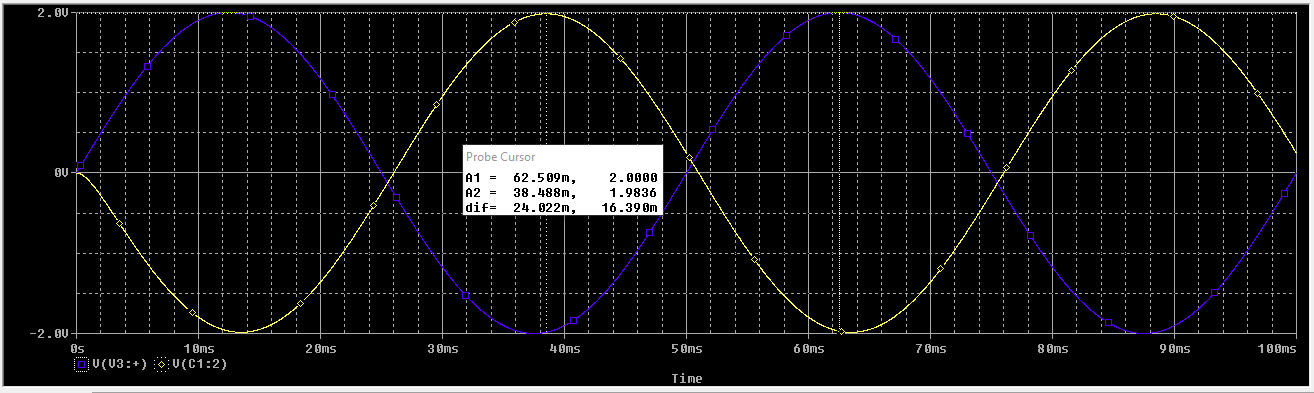 2.0V
Probe Cursor
A1 = 62.509m, 2.0000
A2 = 38.488m, 1.9836
dif= 24.022m, 16.390m
0V
-2.0V
0s 10ms 20ms 30ms 40ms 50ms 60ms 70ms 80ms 90ms 100ms
V(V3:+) V(C1:2)
Time